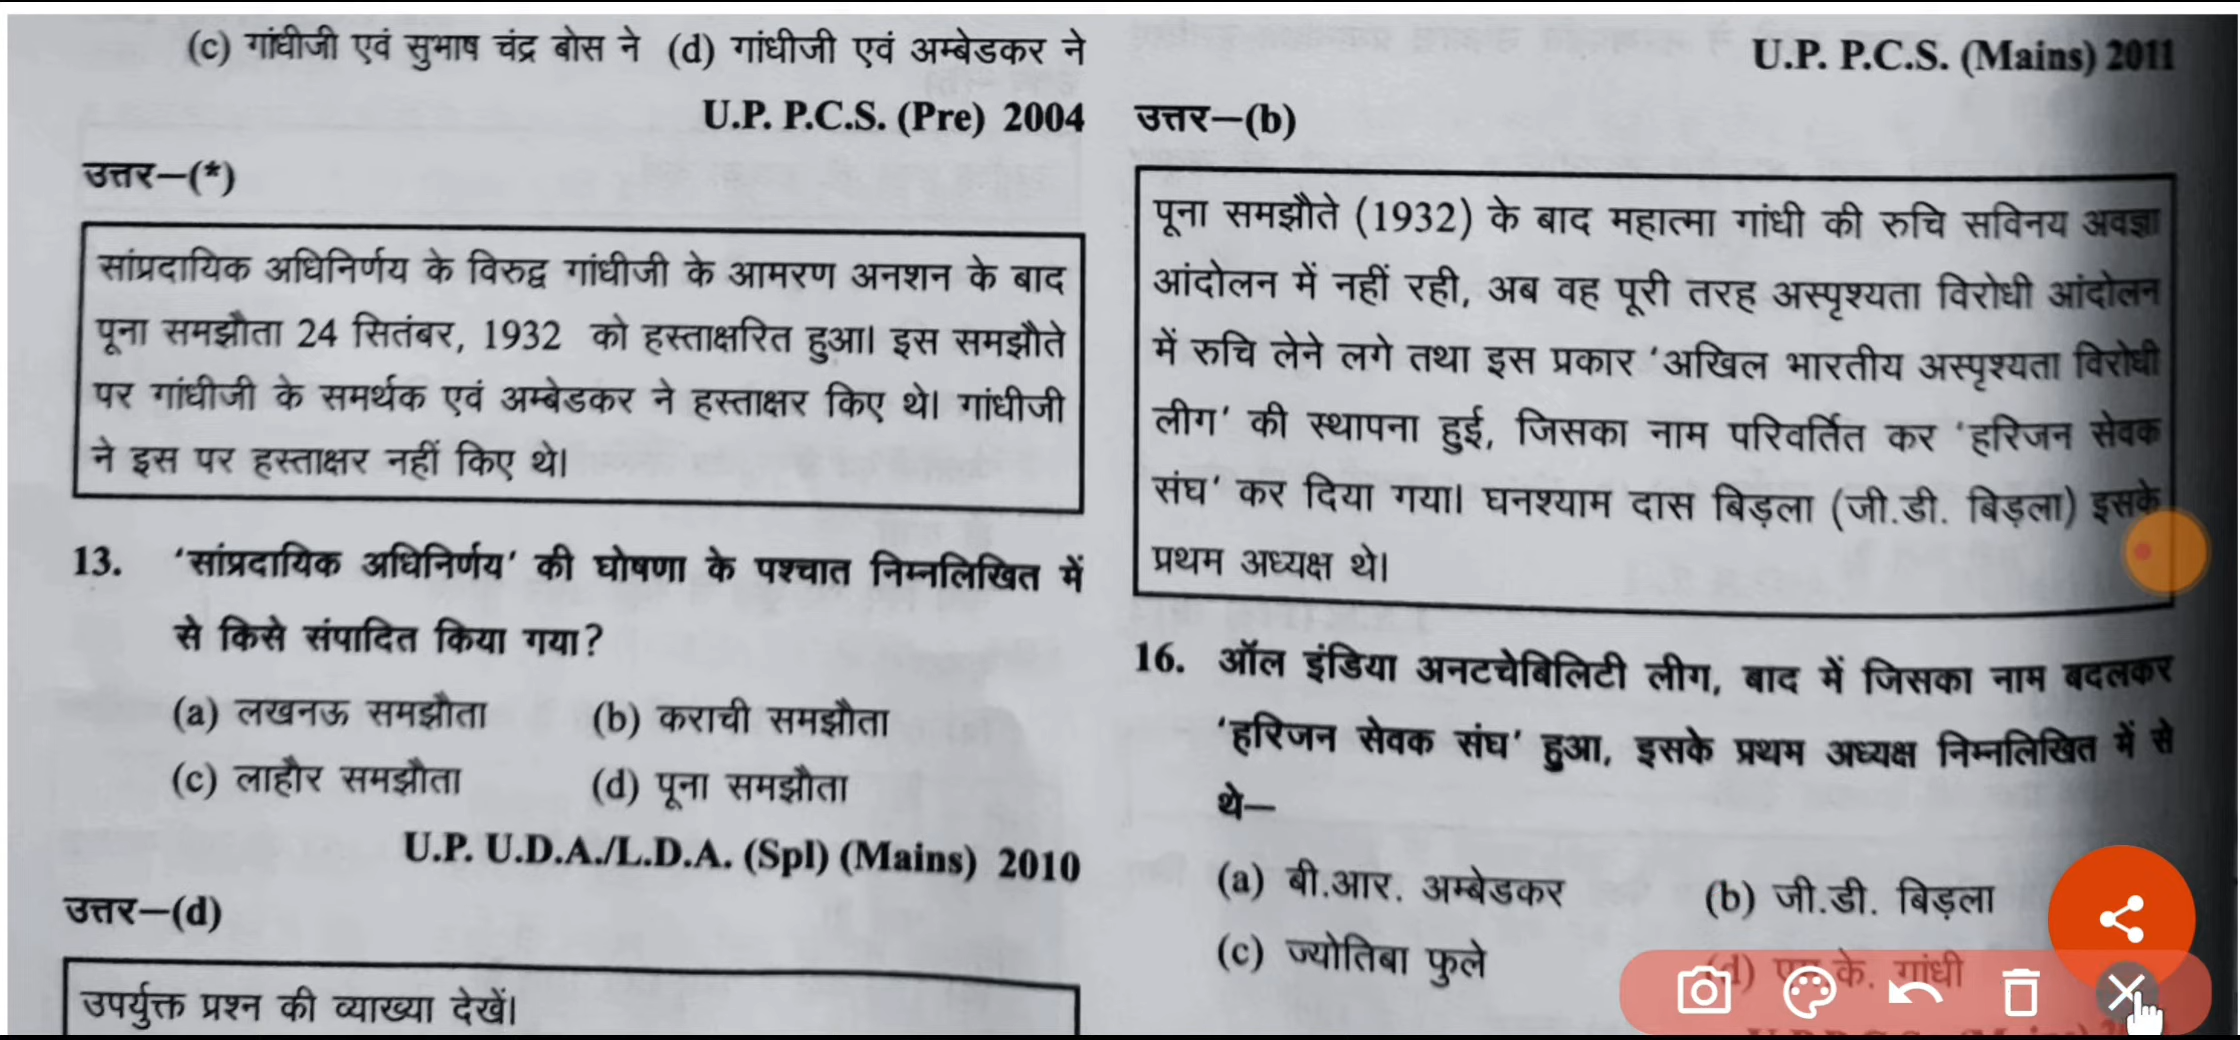 (c) गांधीजी एवं सुभाष चंद्र बोस ने (d) गांधीजी एवं अम्बेडकर ने
U.P. P.C.S. (Pre) 2004
उत्तर–(*)
सांप्रदायिक अधिनिर्णय के विरुद्ध गांधीजी के आमरण अनशन के बाद
पूना समझौता 24 सितंबर, 1932 को हस्ताक्षरित हुआ। इस समझौते
पर गांधीजी के समर्थक एवं अम्बेडकर ने हस्ताक्षर किए थे। गांधीजी
ने इस पर हस्ताक्षर नहीं किए थे।
13. 'सांप्रदायिक अधिनिर्णय' की घोषणा के पश्चात निम्नलिखित में
से किसे संपादित किया गया?
(a) लखनऊ समझौता (b) कराची समझौता
(c) लाहौर समझौता (d) पूना समझौता
U.P. U.D.A./L.D.A. (Spl) (Mains) 2010
उत्तर–(d)
उपर्युक्त प्रश्न की व्याख्या देखें।
U.P. P.C.S. (Mains) 2011
उत्तर–(b)
पूना समझौते (1932) के बाद महात्मा गांधी की रुचि सविनय अवज्ञा
आंदोलन में नहीं रही, अब वह पूरी तरह अस्पृश्यता विरोधी आंदोलन
में रुचि लेने लगे तथा इस प्रकार 'अखिल भारतीय अस्पृश्यता विरोधी
लीग' की स्थापना हुई, जिसका नाम परिवर्तित कर 'हरिजन सेवक
संघ' कर दिया गया। घनश्याम दास बिड़ला (जी.डी. बिड़ला) इसके
प्रथम अध्यक्ष थे।
16. ऑल इंडिया अनटचेबिलिटी लीग, बाद में जिसका नाम बदलकर
'हरिजन सेवक संघ' हुआ, इसके प्रथम अध्यक्ष निम्नलिखित में से
थे–
(a) बी.आर. अम्बेडकर (b) जी.डी. बिड़ला
(c) ज्योतिबा फुले (d) एम.के. गांधी